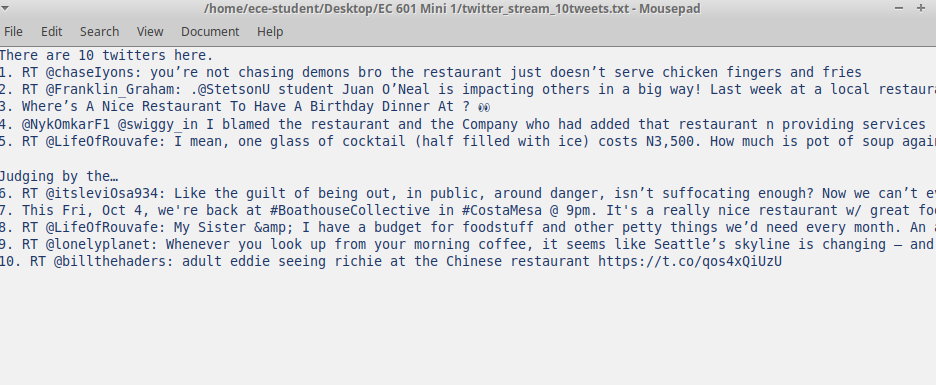 /home/ece-student/Desktop/EC 601 Mini 1/twitter_stream_10tweets.txt - Mousepad
File Edit Search View Document Help
There are 10 twitters here.
1. RT @chaseIyons: you’re not chasing demons bro the restaurant just doesn’t serve chicken fingers and fries
2. RT @Franklin_Graham: .@StetsonU student Juan O’Neal is impacting others in a big way! Last week at a local
3. Where’s A Nice Restaurant To Have A Birthday Dinner At ? 👀
4. @NykOmkarF1 @swiggy_in I blamed the restaurant and the Company who had added that restaurant n providing services
5. RT @LifeOfRouvafe: I mean, one glass of cocktail (half filled with ice) costs N3,500. How much is pot of soup
Judging by the…
6. RT @itsleviOsa934: Like the guilt of being out, in public, around danger, isn’t suffocating enough? Now we can’t
7. This Fri, Oct 4, we're back at #BoathouseCollective in #CostaMesa @ 9pm. It's a really nice restaurant w/ great
8. RT @LifeOfRouvafe: My Sister &amp; I have a budget for foodstuff and other petty things we’d need every month. An
9. RT @lonelyplanet: Whenever you look up from your morning coffee, it seems like Seattle’s skyline is changing – and
10. RT @billthehaders: adult eddie seeing richie at the Chinese restaurant https://t.co/qos4xQiUzU